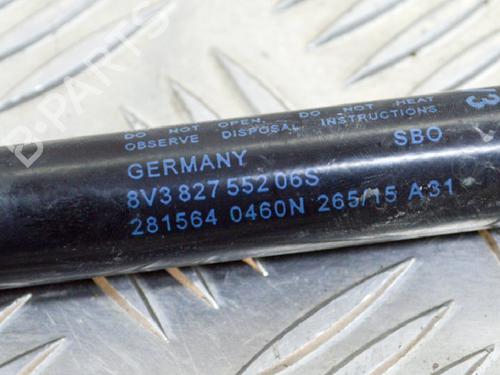 DO NOT OPEN. DO NOT HEAT
OBSERVE DISPOSAL INSTRUCTIONS
GERMANY SBO
8V3 827 552 06S
281564 0460N 265/15 A31
B-PARTS